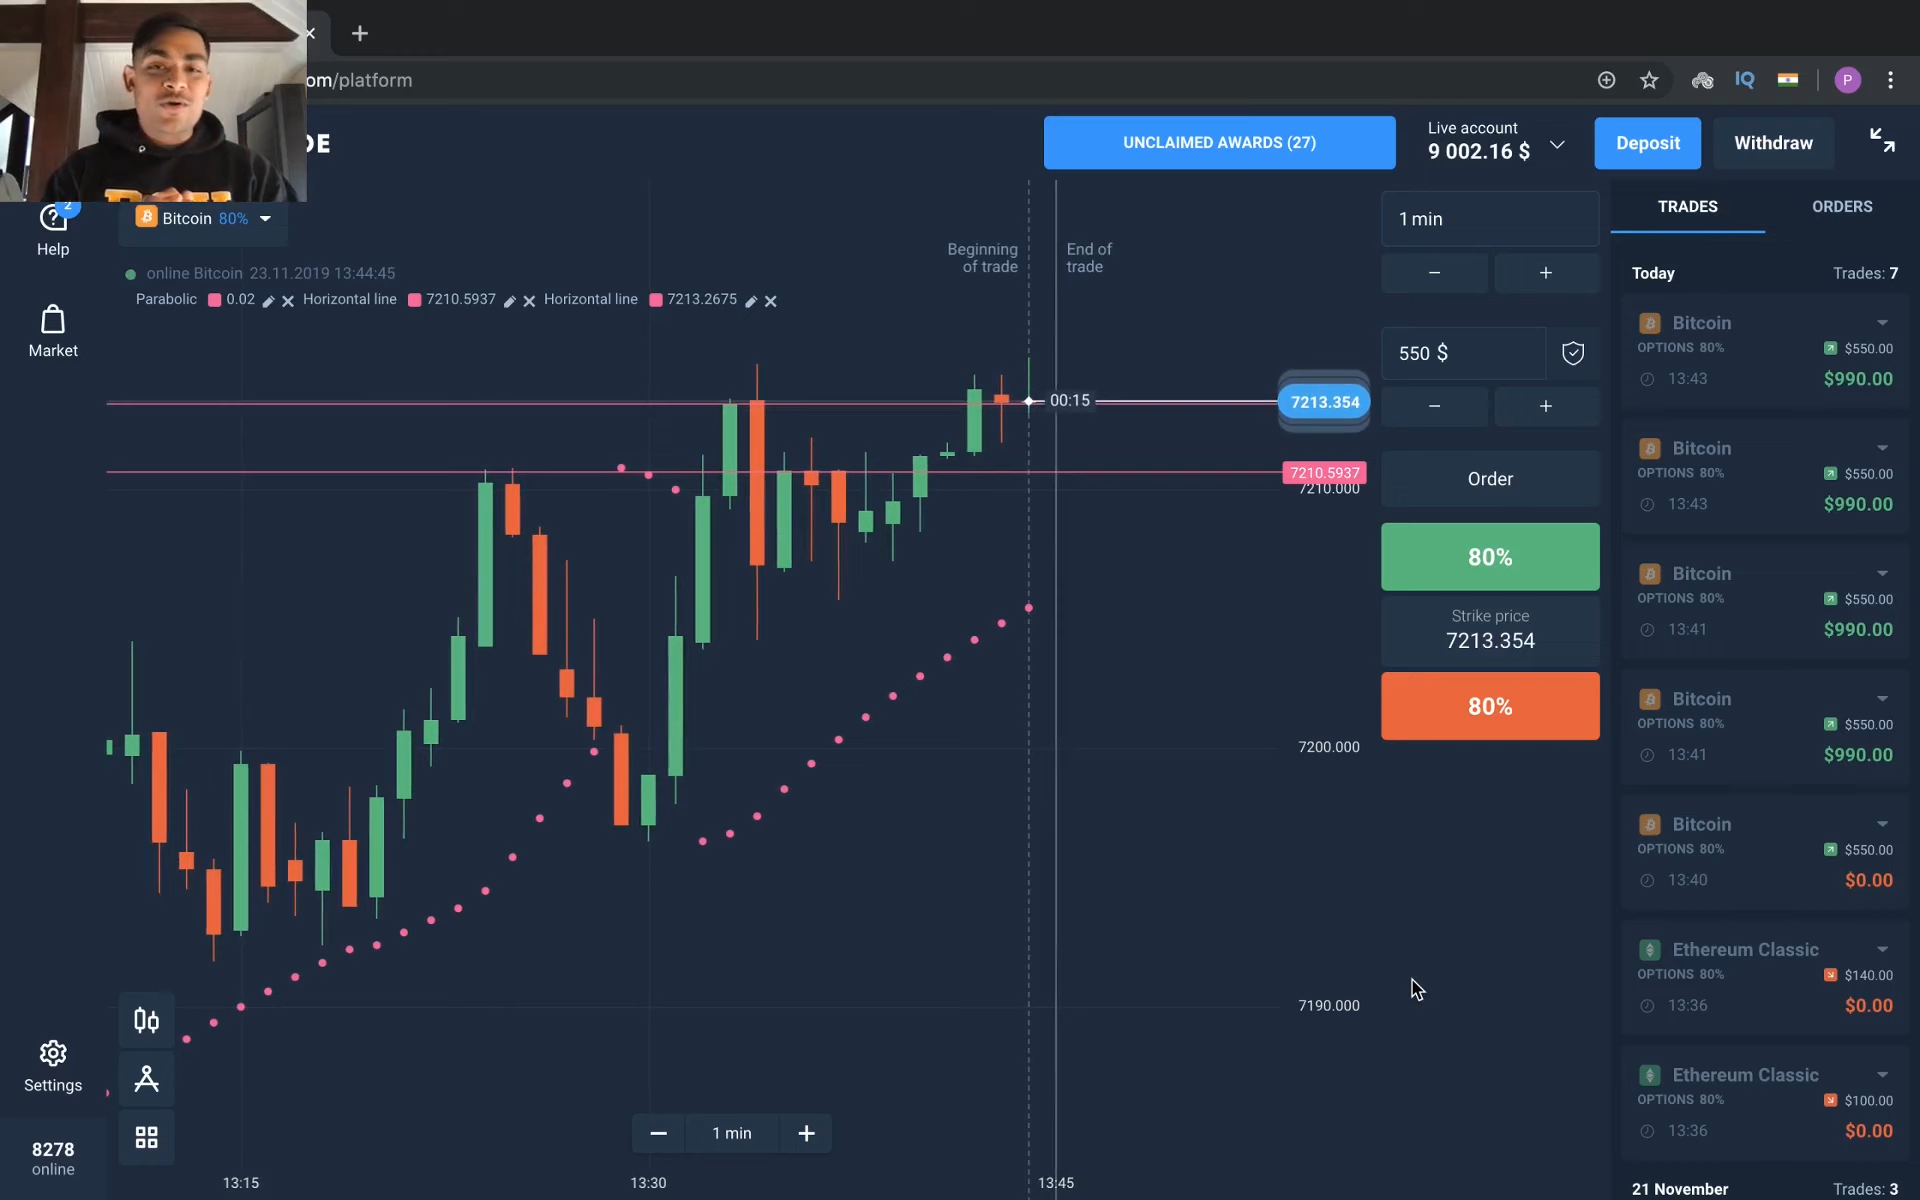 om/platform
IQ
P
DE
UNCLAIMED AWARDS (27)
Live account
9 002.16 $
Deposit
Withdraw
2
Help
Market
Bitcoin 80%
online Bitcoin 23.11.2019 13:44:45
Parabolic 0.02 Horizontal line 7210.5937 Horizontal line 7213.2675
Beginning
of trade
End of
trade
00:15
7213.354
7210.5937
7210.000
7200.000
7190.000
1 min
− +
550 $
− +
Order
80%
Strike price
7213.354
80%
TRADES ORDERS
Today Trades: 7
Bitcoin
OPTIONS 80% $550.00
13:43 $990.00
Bitcoin
OPTIONS 80% $550.00
13:43 $990.00
Bitcoin
OPTIONS 80% $550.00
13:41 $990.00
Bitcoin
OPTIONS 80% $550.00
13:41 $990.00
Bitcoin
OPTIONS 80% $550.00
13:40 $0.00
Ethereum Classic
OPTIONS 80% $140.00
13:36 $0.00
Ethereum Classic
OPTIONS 80% $100.00
13:36 $0.00
21 November Trades: 3
Settings
8278
online
− 1 min +
13:15 13:30 13:45